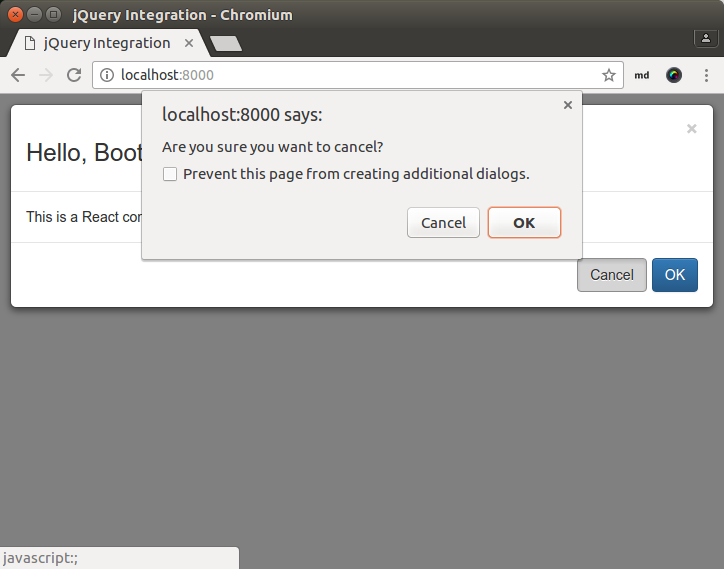 jQuery Integration - Chromium
jQuery Integration
localhost:8000
md
localhost:8000 says:
Are you sure you want to cancel?
Prevent this page from creating additional dialogs.
Cancel OK
Hello, Boot
This is a React cor
Cancel OK
javascript:;